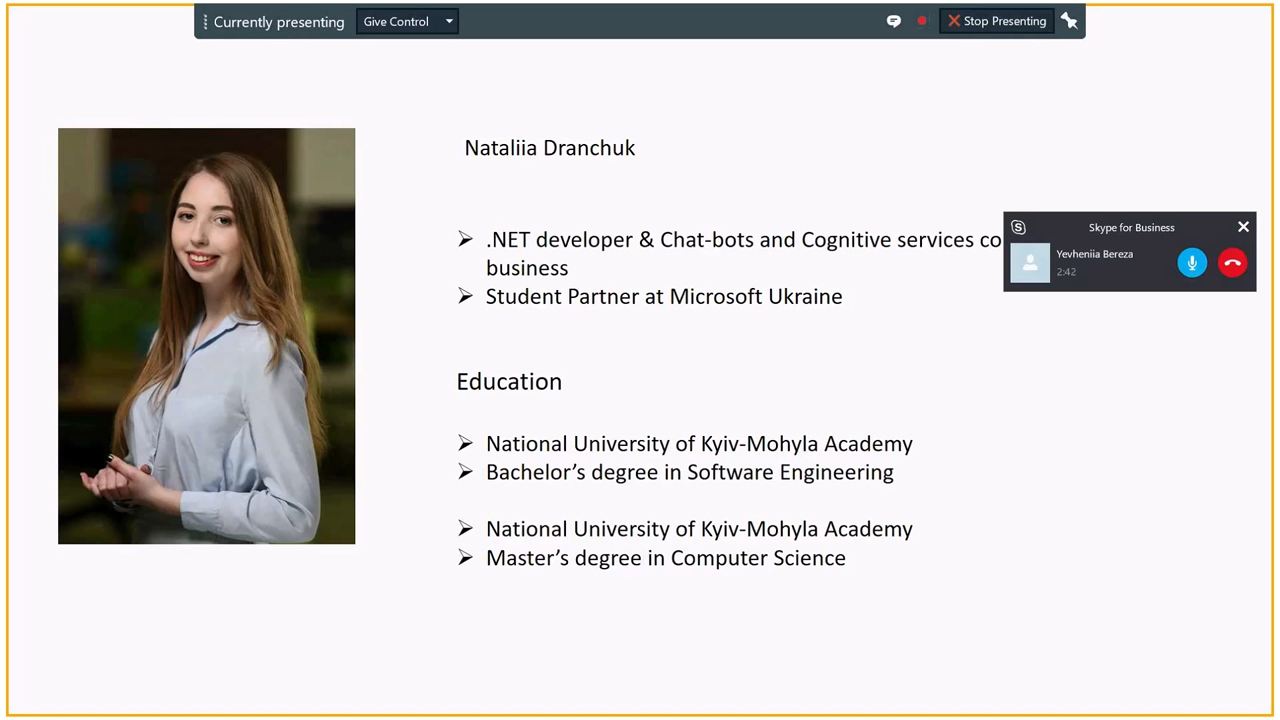 Currently presenting
Give Control
Stop Presenting
Nataliia Dranchuk
.NET developer & Chat-bots and Cognitive services co
business
Student Partner at Microsoft Ukraine
Skype for Business
Yevheniia Bereza
2:42
Education
National University of Kyiv-Mohyla Academy
Bachelor’s degree in Software Engineering
National University of Kyiv-Mohyla Academy
Master’s degree in Computer Science